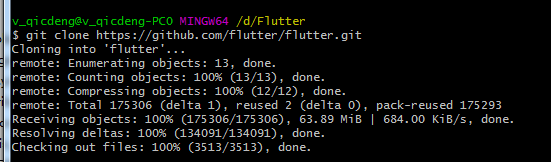 v_qicdeng@v_qicdeng-PC0 MINGW64 /d/Flutter
$ git clone https://github.com/flutter/flutter.git
Cloning into 'flutter'...
remote: Enumerating objects: 13, done.
remote: Counting objects: 100% (13/13), done.
remote: Compressing objects: 100% (12/12), done.
remote: Total 175306 (delta 1), reused 2 (delta 0), pack-reused 175293
Receiving objects: 100% (175306/175306), 63.89 MiB | 684.00 KiB/s, done.
Resolving deltas: 100% (134091/134091), done.
Checking out files: 100% (3513/3513), done.